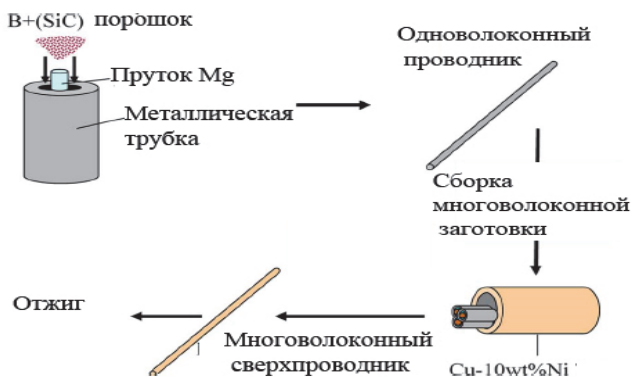 B+(SiC) порошок
Пруток Mg
Металлическая
трубка
Одноволоконный
проводник
Сборка
многоволоконной
заготовки
Cu-10wt%Ni
Многоволоконный
сверхпроводник
Отжиг